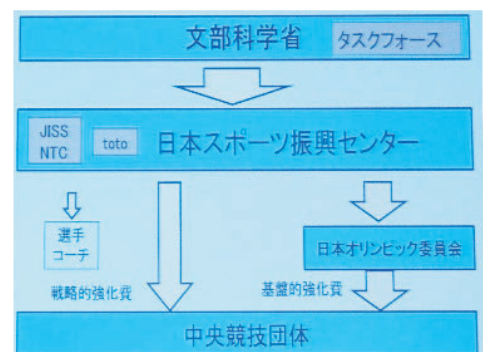 文部科学省 タスクフォース
JISS
NTC
toto
日本スポーツ振興センター
選手
コーチ
日本オリンピック委員会
戦略的強化費
基盤的強化費
中央競技団体